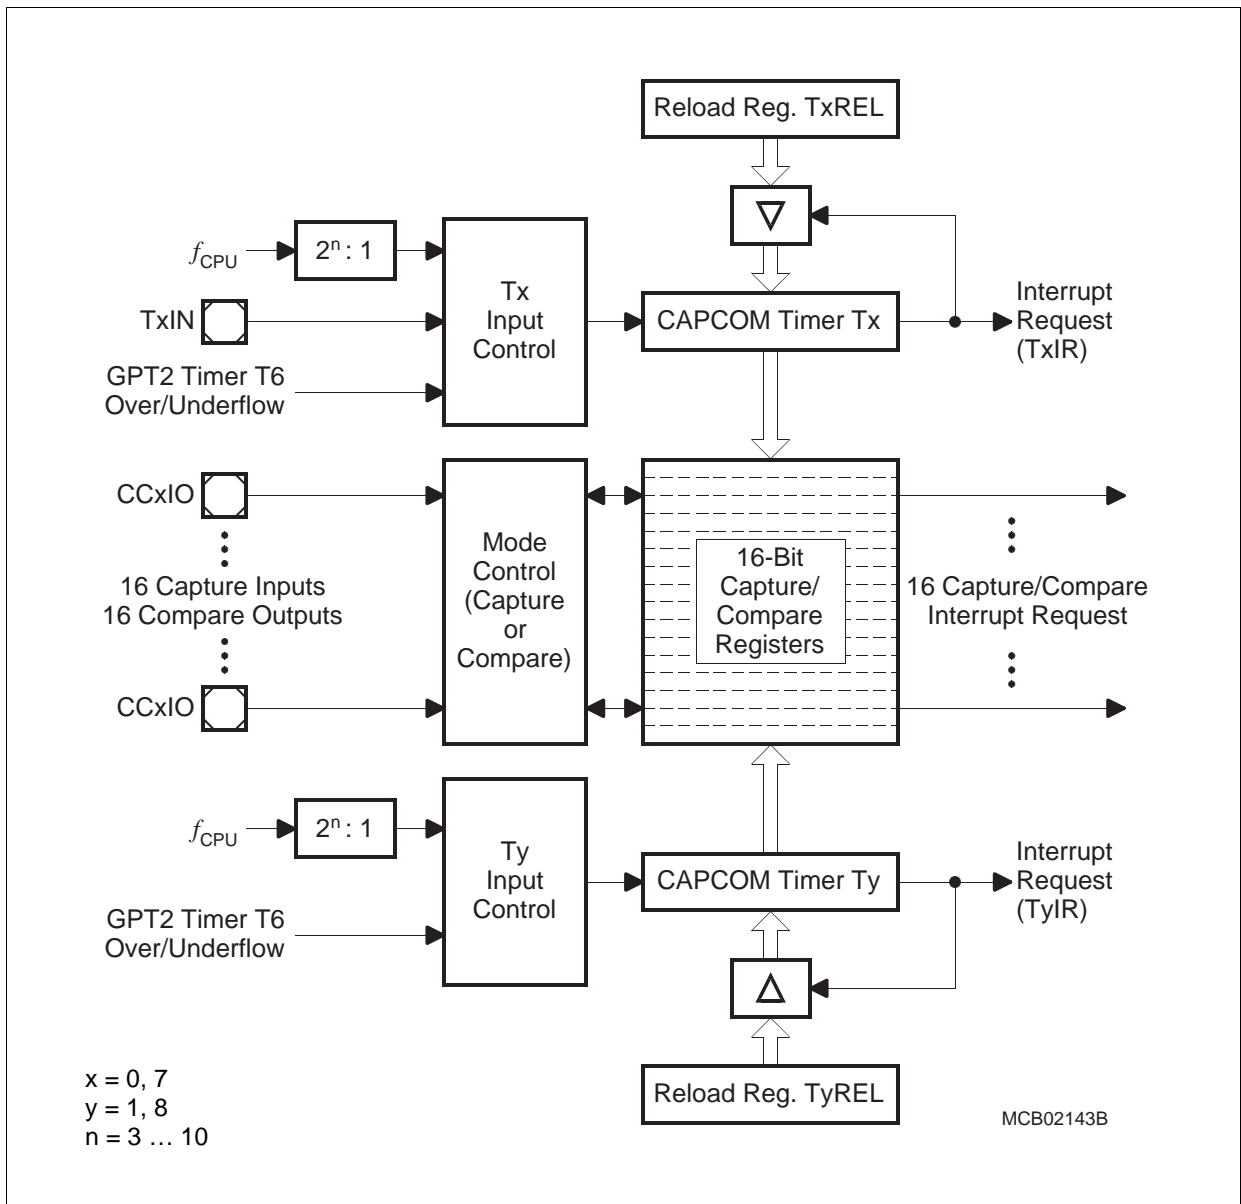 Reload Reg. TxREL
fCPU
2ⁿ : 1
Tx
Input
Control
TxIN
CAPCOM Timer Tx
Interrupt
Request
(TxIR)
GPT2 Timer T6
Over/Underflow
CCxIO
16 Capture Inputs
16 Compare Outputs
CCxIO
Mode
Control
(Capture
or
Compare)
16-Bit
Capture/
Compare
Registers
16 Capture/Compare
Interrupt Request
fCPU
2ⁿ : 1
Ty
Input
Control
CAPCOM Timer Ty
Interrupt
Request
(TyIR)
GPT2 Timer T6
Over/Underflow
Reload Reg. TyREL
x = 0, 7
y = 1, 8
n = 3 … 10
MCB02143B